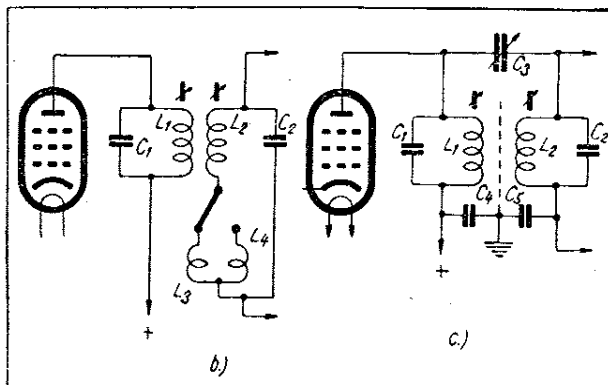 C₃
L₁ L₂ C₂
C₁
C₁ L₁ L₂ C₂
L₄ C₄ C₅
L₃
+ +
b.) c.)